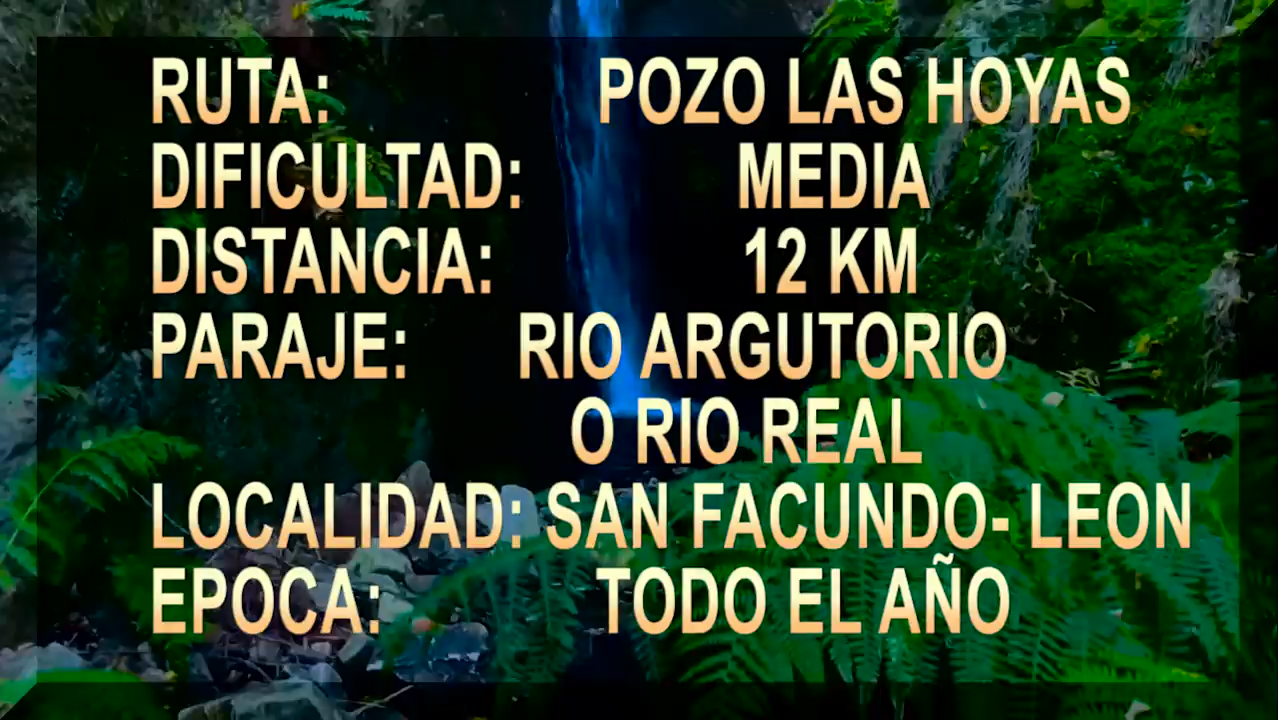 RUTA: POZO LAS HOYAS
DIFICULTAD: MEDIA
DISTANCIA: 12 KM
PARAJE: RIO ARGUTORIO
O RIO REAL
LOCALIDAD: SAN FACUNDO- LEON
EPOCA: TODO EL AÑO